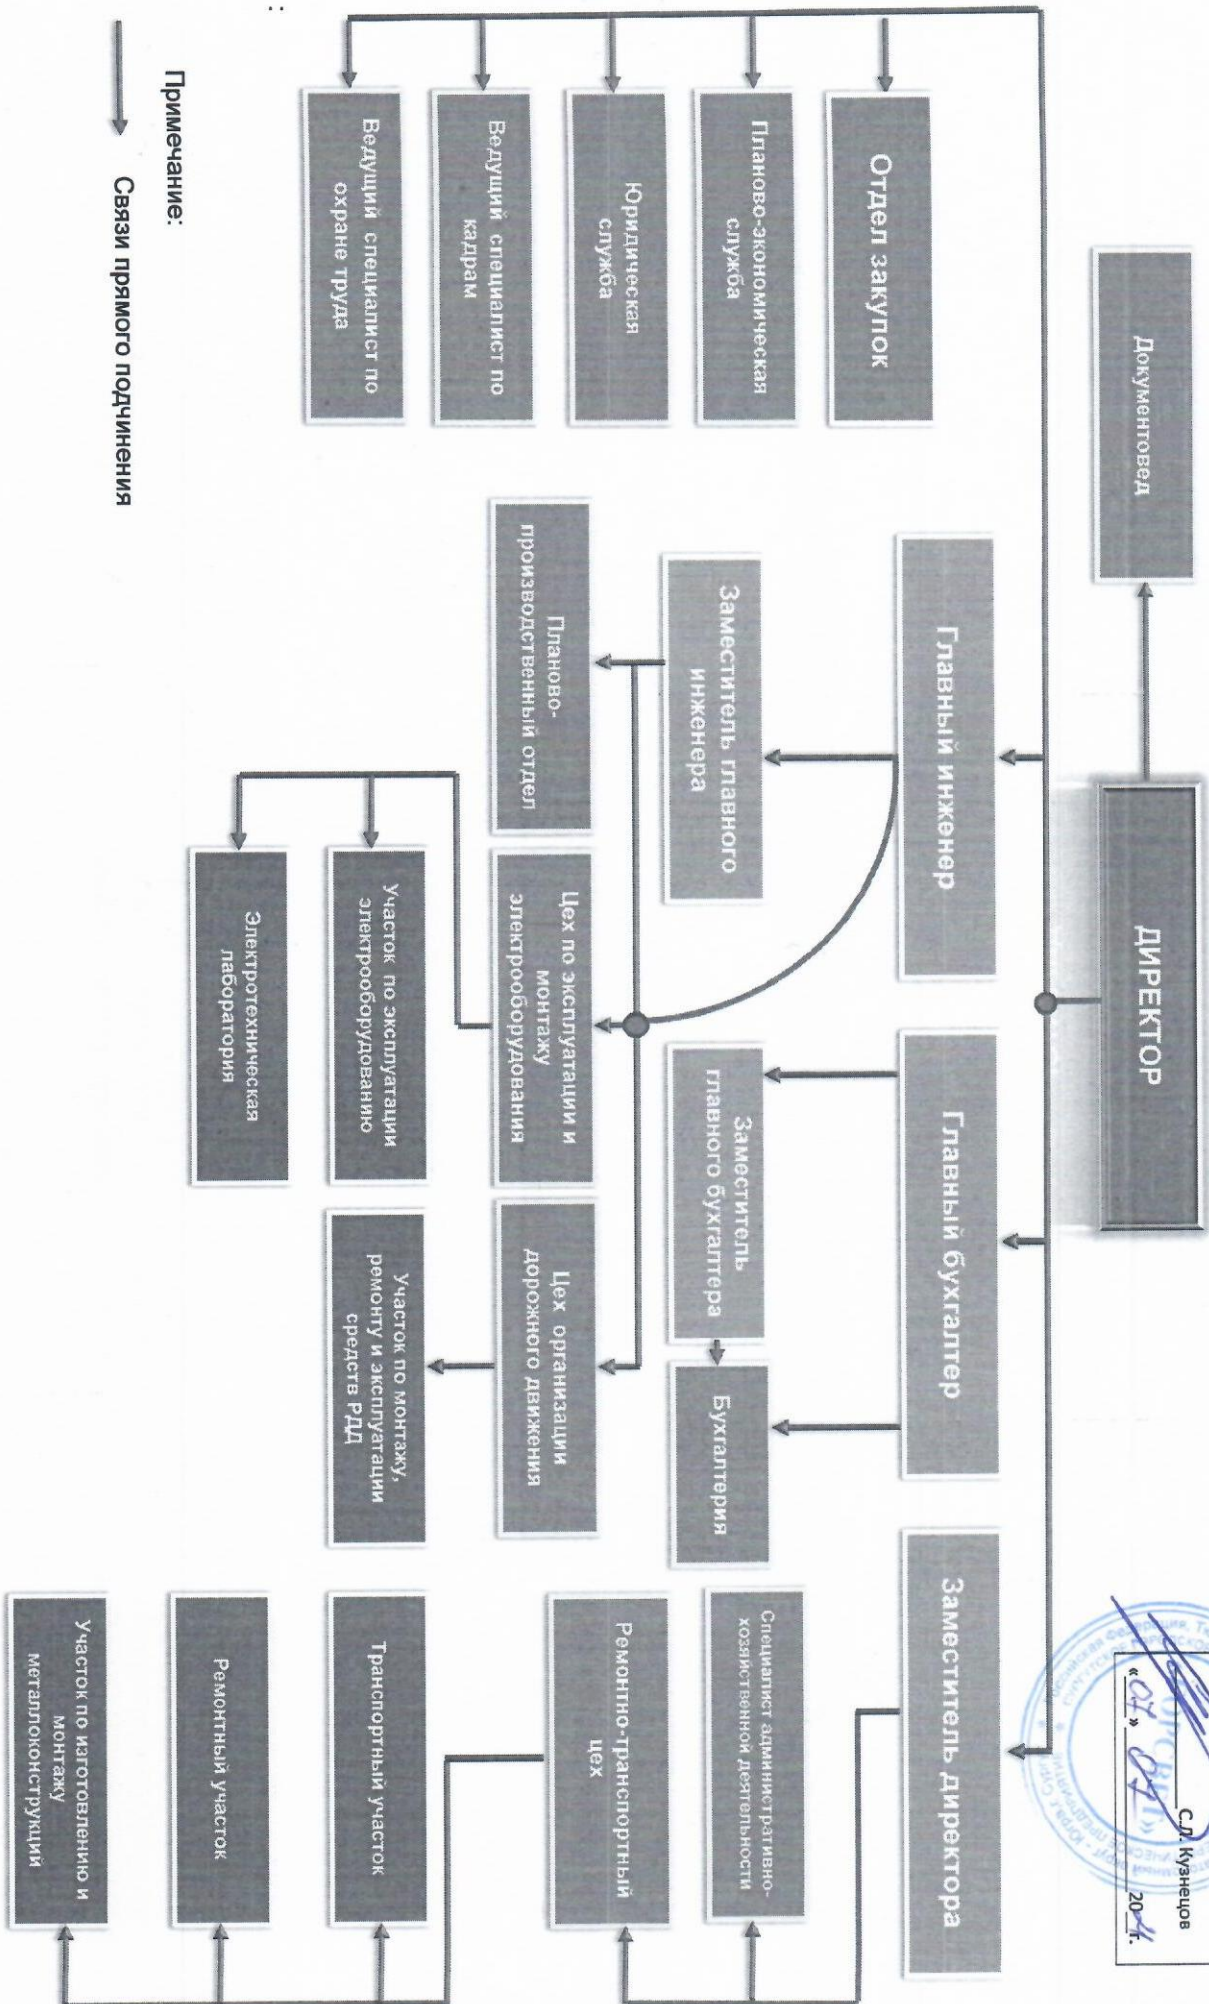 С.Л. Кузнецов
«07» 07 20 г.
ДИРЕКТОР
Документовед
Главный инженер
Главный бухгалтер
Заместитель директора
Отдел закупок
Планово-экономическая
служба
Юридическая
служба
Ведущий специалист по
кадрам
Ведущий специалист по
охране труда
Заместитель главного
инженера
Планово-
производственный отдел
Цех по эксплуатации и
монтажу
электрооборудования
Участок по эксплуатации
электрооборудованию
Электротехническая
лаборатория
Цех организации
дорожного движения
Участок по монтажу,
ремонту и эксплуатации
средств РДД
Заместитель
главного бухгалтера
Бухгалтерия
Специалист административно-
хозяйственной деятельности
Ремонтно-транспортный
цех
Транспортный участок
Ремонтный участок
Участок по изготовлению и
монтажу
металлоконструкций
Примечание:
Связи прямого подчинения